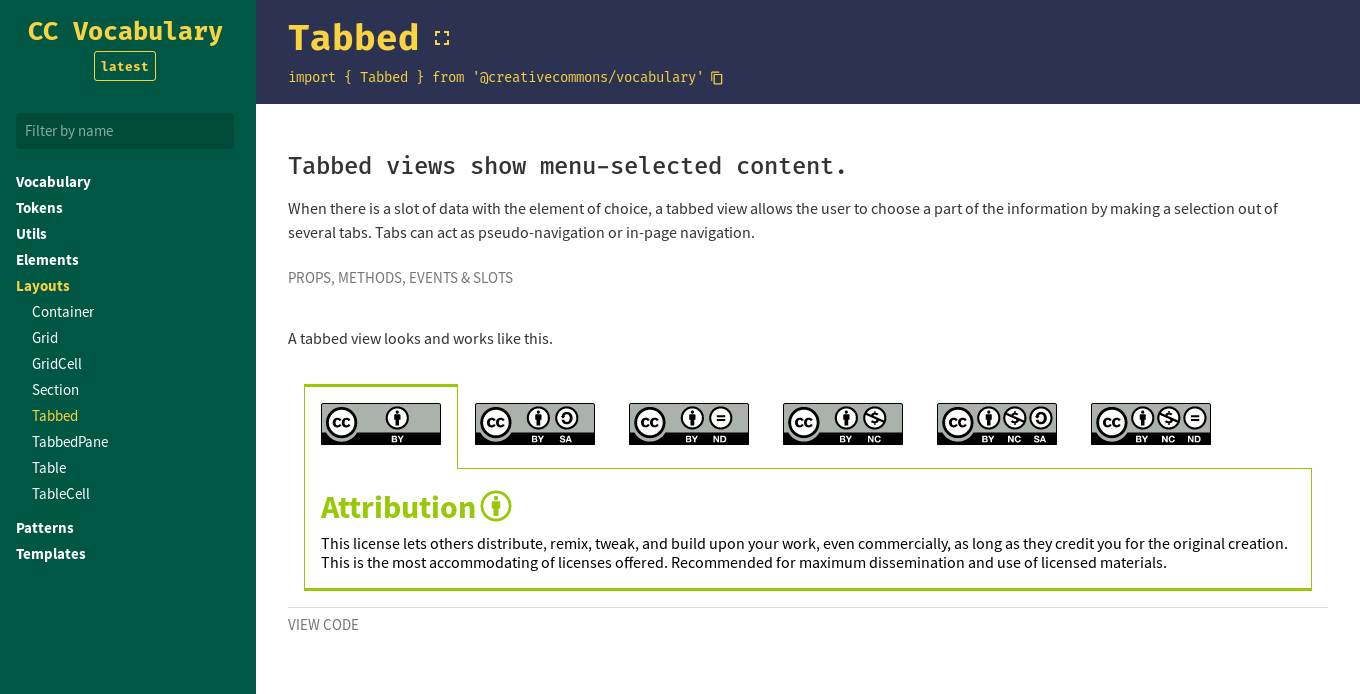 CC Vocabulary
latest
Filter by name
Vocabulary
Tokens
Utils
Elements
Layouts
Container
Grid
GridCell
Section
Tabbed
TabbedPane
Table
TableCell
Patterns
Templates
Tabbed
import { Tabbed } from '@creativecommons/vocabulary'
Tabbed views show menu-selected content.
When there is a slot of data with the element of choice, a tabbed view allows the user to choose a part of the information by making a selection out of
several tabs. Tabs can act as pseudo-navigation or in-page navigation.
PROPS, METHODS, EVENTS & SLOTS
A tabbed view looks and works like this.
CC BY
CC BY SA
CC BY ND
CC BY NC
CC BY NC SA
CC BY NC ND
Attribution
This license lets others distribute, remix, tweak, and build upon your work, even commercially, as long as they credit you for the original creation.
This is the most accommodating of licenses offered. Recommended for maximum dissemination and use of licensed materials.
VIEW CODE